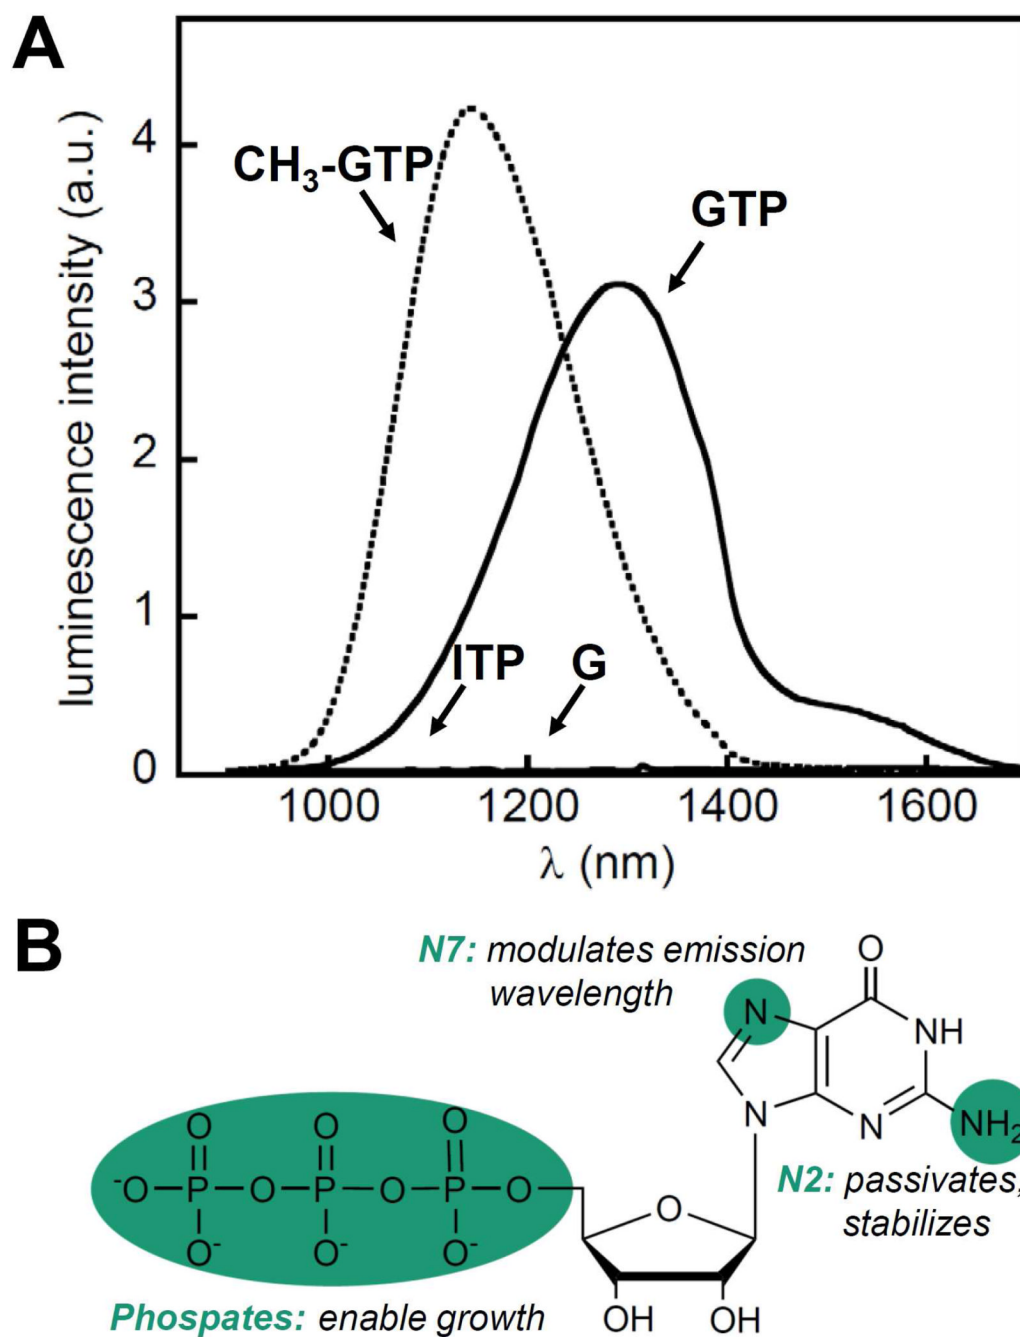 A
luminescence intensity (a.u.)
4
3
2
1
0
CH₃-GTP
GTP
ITP
G
1000 1200 1400 1600
λ (nm)
B
N7: modulates emission
wavelength
O
N
NH
N
N
NH₂
N2: passivates,
stabilizes
O O O
⁻O P O P O P O
O⁻ O⁻ O⁻
O
OH OH
Phospates: enable growth